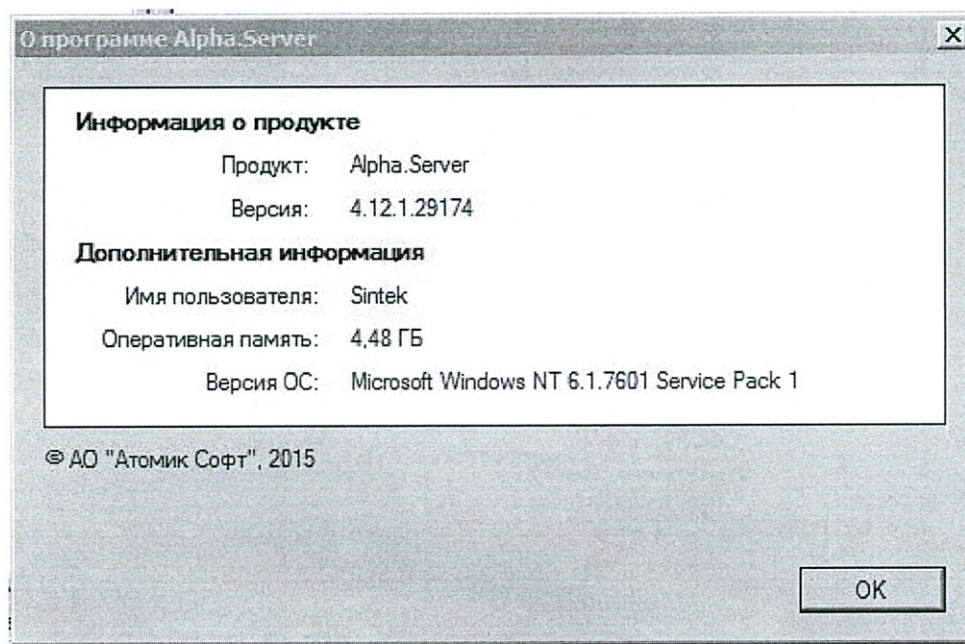 О программе Alpha.Server
Информация о продукте
Продукт: Alpha.Server
Версия: 4.12.1.29174
Дополнительная информация
Имя пользователя: Sintek
Оперативная память: 4,48 ГБ
Версия ОС: Microsoft Windows NT 6.1.7601 Service Pack 1
© АО "Атомик Софт", 2015
OK